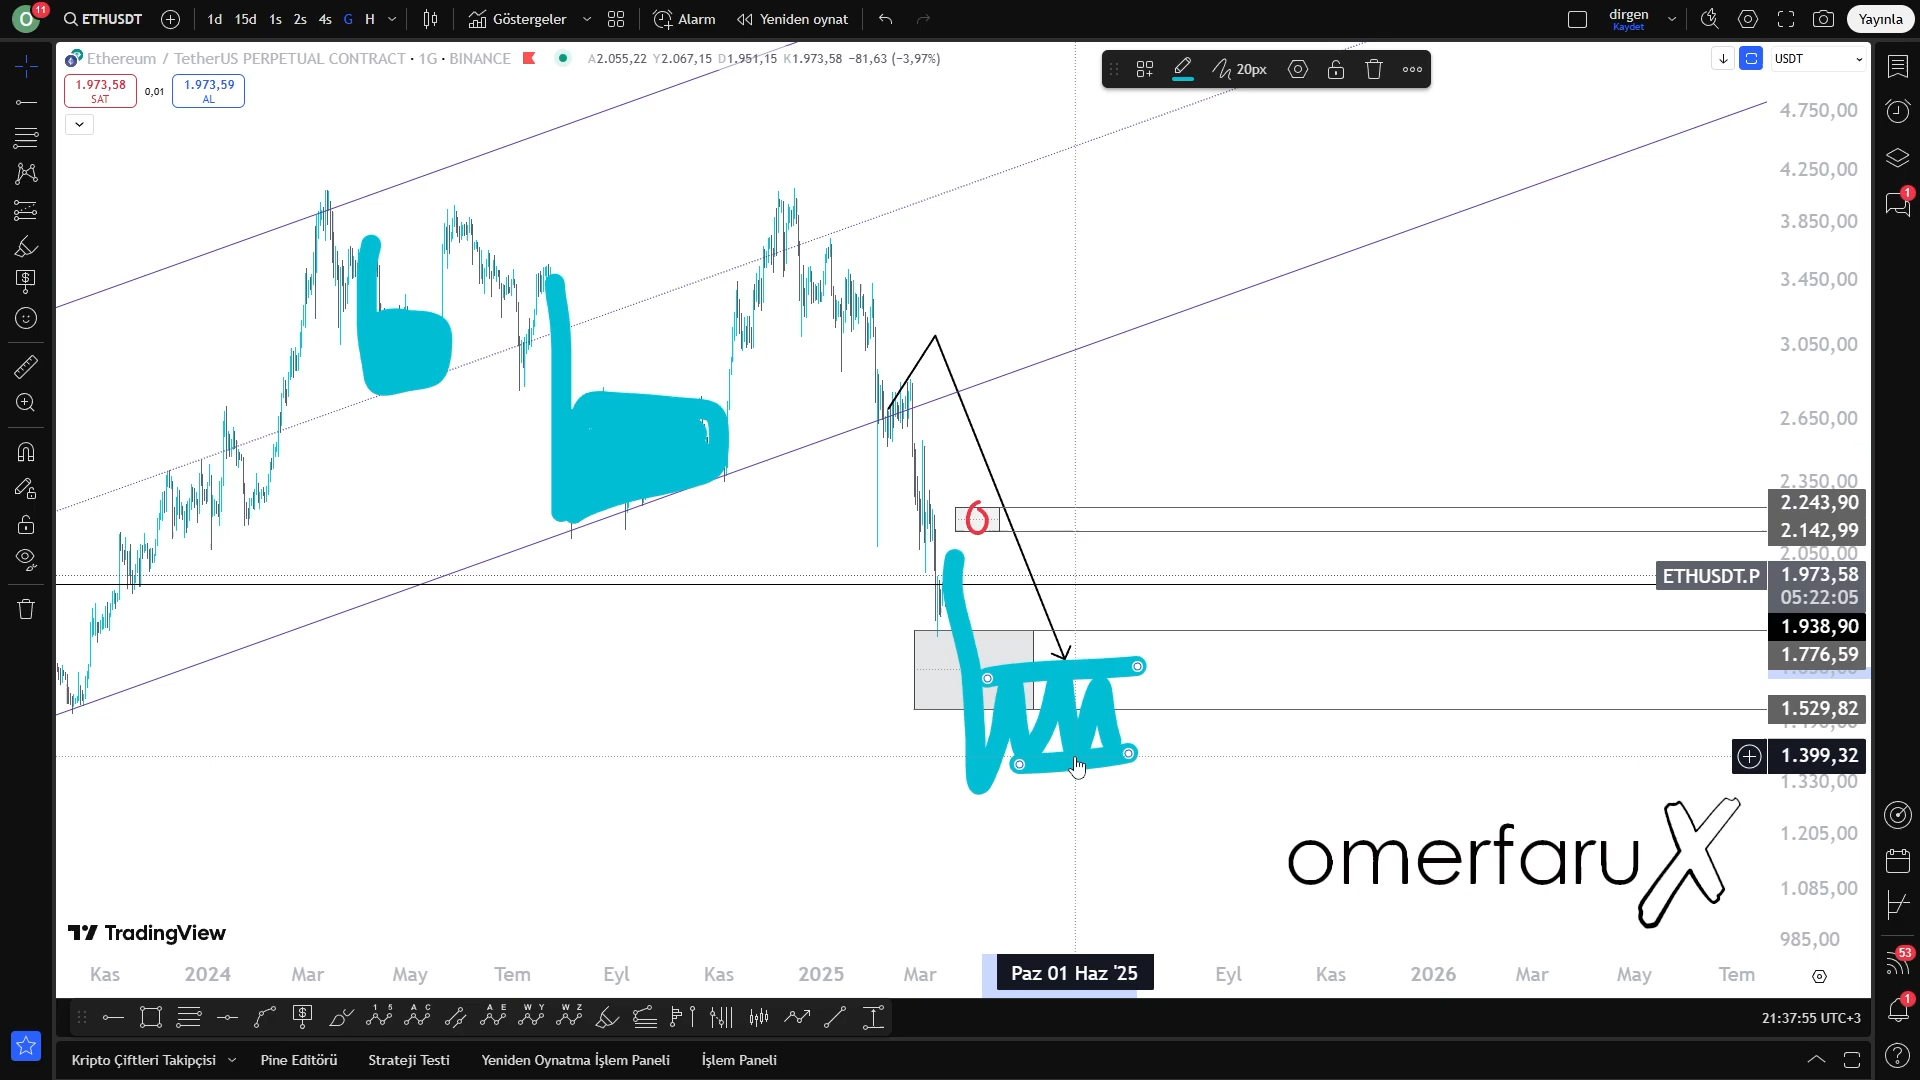 O
11
ETHUSDT
1d 15d 1s 2s 4s G H
Göstergeler
Alarm
Yeniden oynat
dirgen
Kaydet
Yayınla
Ethereum / TetherUS PERPETUAL CONTRACT · 1G · BINANCE
A2.055,22 Y2.067,15 D1.951,15 K1.973,58 −81,63 (−3,97%)
20px
USDT
1.973,58
SAT
0,01
1.973,59
AL
4.750,00
4.250,00
1
3.850,00
3.450,00
3.050,00
2.650,00
2.350,00
2.243,90
2.142,99
2.050,00
ETHUSDT.P
1.973,58
05:22:05
1.938,90
1.776,59
1.529,82
1.399,32
1.330,00
1.205,00
1.085,00
985,00
omerfaruX
TradingView
Kas 2024 Mar May Tem Eyl Kas 2025 Mar Paz 01 Haz '25 Eyl Kas 2026 Mar May Tem
53
1
21:37:55 UTC+3
Kripto Çiftleri Takipçisi
Pine Editörü
Strateji Testi
Yeniden Oynatma İşlem Paneli
İşlem Paneli